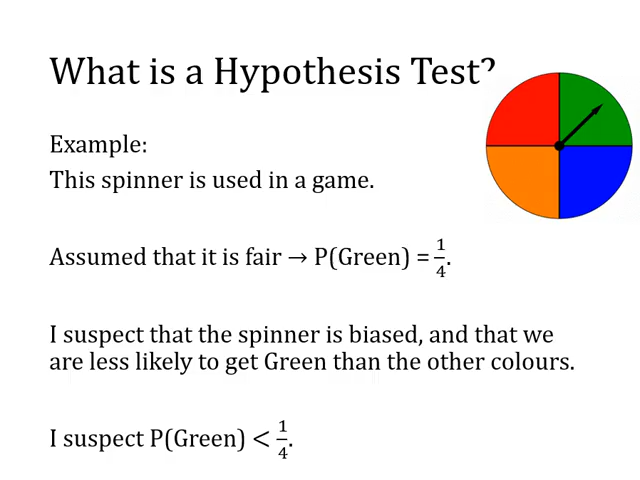 What is a Hypothesis Test?
Example:
This spinner is used in a game.
Assumed that it is fair → P(Green) = 1/4.
I suspect that the spinner is biased, and that we
are less likely to get Green than the other colours.
I suspect P(Green) < 1/4.